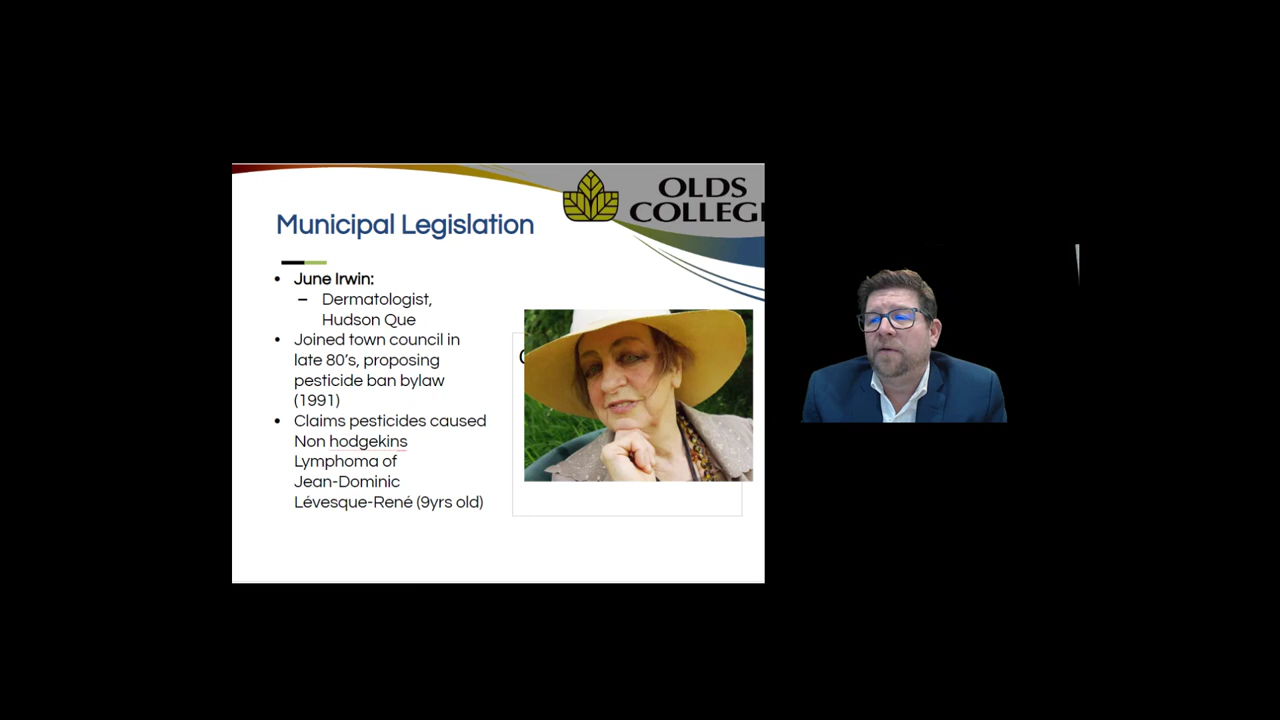 OLDS
COLLEG
Municipal Legislation
• June Irwin:
– Dermatologist,
Hudson Que
• Joined town council in
late 80's, proposing
pesticide ban bylaw
(1991)
• Claims pesticides caused
Non hodgekins
Lymphoma of
Jean-Dominic
Lévesque-René (9yrs old)